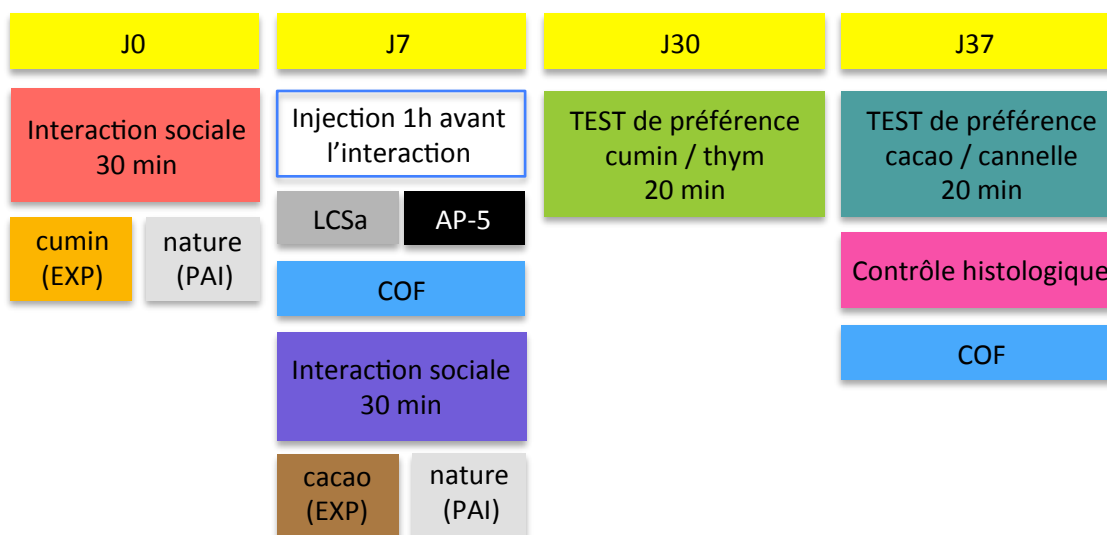 J0
Interaction sociale
30 min
cumin
(EXP)
nature
(PAI)
J7
Injection 1h avant
l'interaction
LCSa
AP-5
COF
Interaction sociale
30 min
cacao
(EXP)
nature
(PAI)
J30
TEST de préférence
cumin / thym
20 min
J37
TEST de préférence
cacao / cannelle
20 min
Contrôle histologique
COF